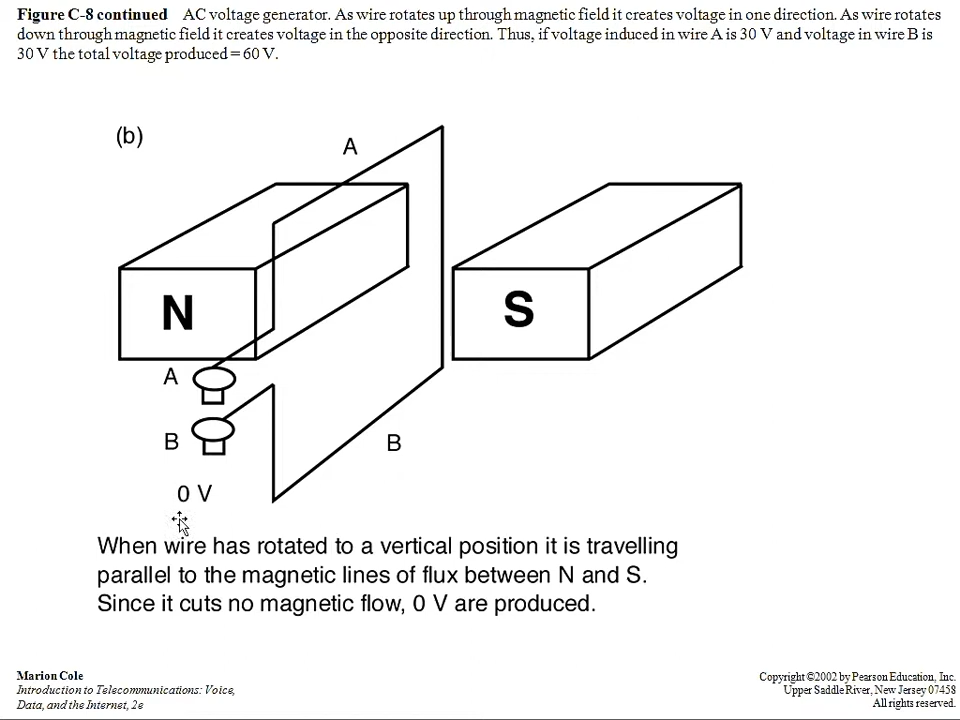 Figure C-8 continued AC voltage generator. As wire rotates up through magnetic field it creates voltage in one direction. As wire rotates
down through magnetic field it creates voltage in the opposite direction. Thus, if voltage induced in wire A is 30 V and voltage in wire B is
30 V the total voltage produced = 60 V.
(b)
A
N
S
A
B
B
0 V
When wire has rotated to a vertical position it is travelling
parallel to the magnetic lines of flux between N and S.
Since it cuts no magnetic flow, 0 V are produced.
Marion Cole
Introduction to Telecommunications: Voice,
Data, and the Internet, 2e
Copyright ©2002 by Pearson Education, Inc.
Upper Saddle River, New Jersey 07458
All rights reserved.